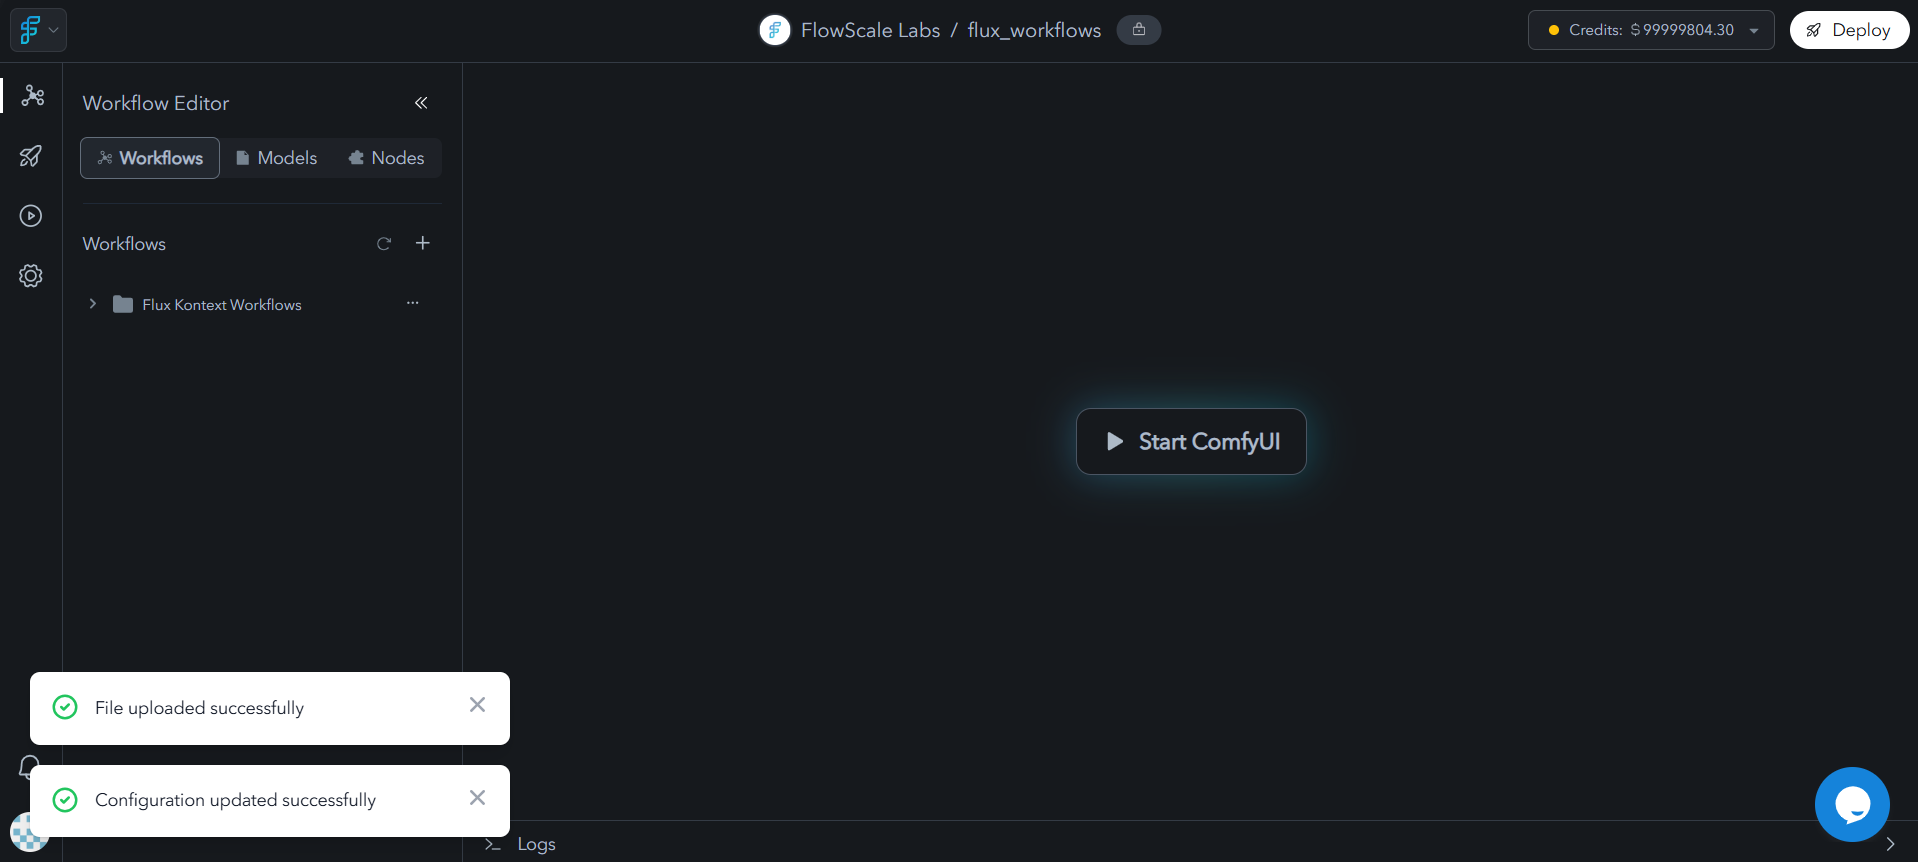 FlowScale Labs / flux_workflows
Credits: $ 99999804.30
Deploy
Workflow Editor
Workflows
Models
Nodes
Workflows
Flux Kontext Workflows
Start ComfyUI
File uploaded successfully
Configuration updated successfully
Logs